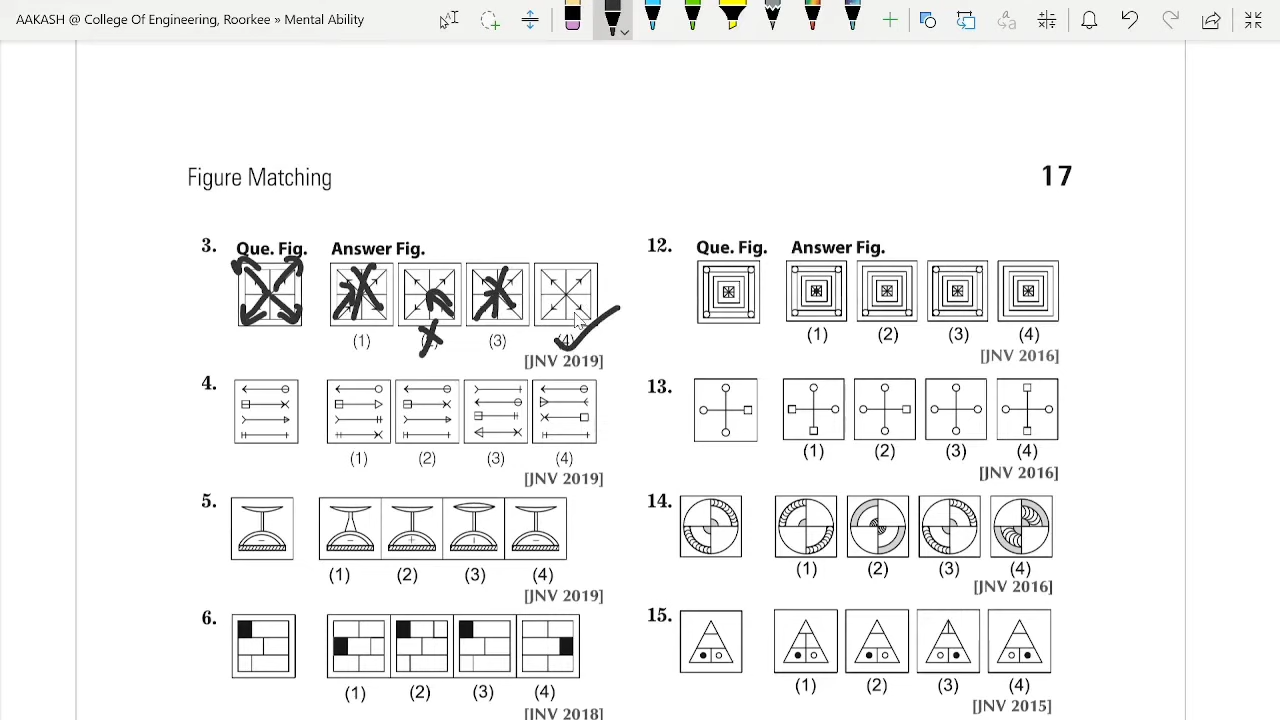 AAKASH @ College Of Engineering, Roorkee » Mental Ability
Figure Matching
17
3. Que. Fig. Answer Fig.
(1) (3) (4)
[JNV 2019]
4.
(1) (2) (3) (4)
[JNV 2019]
5.
(1) (2) (3) (4)
[JNV 2019]
6.
(1) (2) (3) (4)
[JNV 2018]
12. Que. Fig. Answer Fig.
(1) (2) (3) (4)
[JNV 2016]
13.
(1) (2) (3) (4)
[JNV 2016]
14.
(1) (2) (3) (4)
[JNV 2016]
15.
(1) (2) (3) (4)
[JNV 2015]